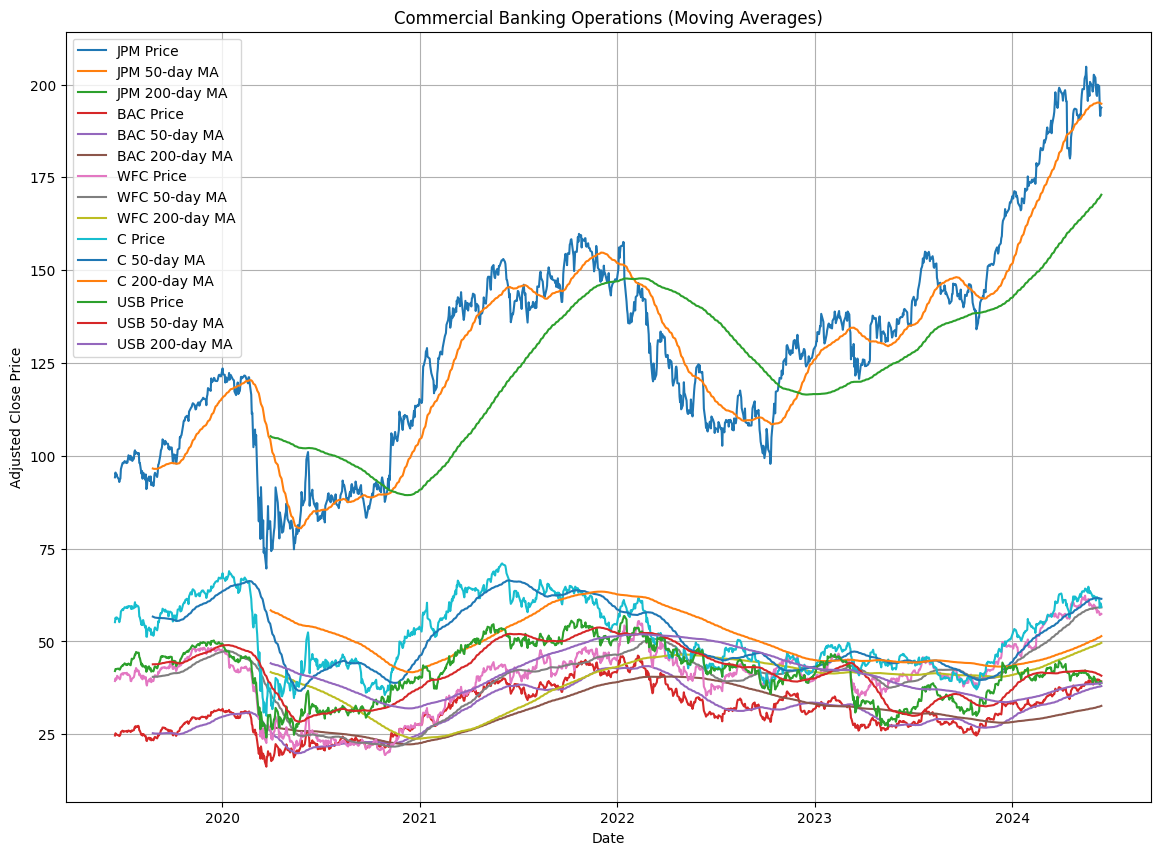 Commercial Banking Operations (Moving Averages)
JPM Price
JPM 50-day MA
JPM 200-day MA
BAC Price
BAC 50-day MA
BAC 200-day MA
WFC Price
WFC 50-day MA
WFC 200-day MA
C Price
C 50-day MA
C 200-day MA
USB Price
USB 50-day MA
USB 200-day MA
Adjusted Close Price
200
175
150
125
100
75
50
25
2020
2021
2022
2023
2024
Date